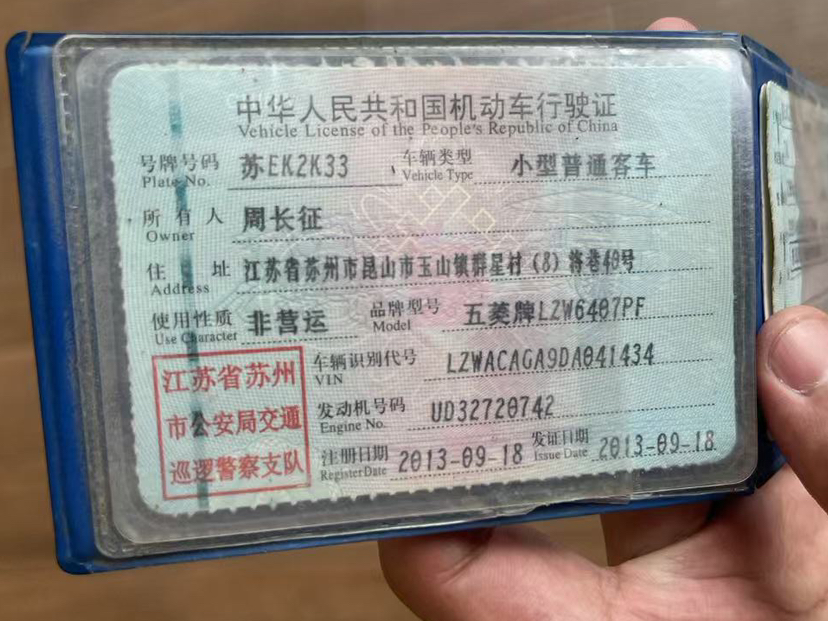 中华人民共和国机动车行驶证
Vehicle License of the People's Republic of China
号牌号码 苏EK2K33 车辆类型 小型普通客车
Plate No. Vehicle Type
所有人 周长征
Owner
住址 江苏省苏州市昆山市玉山镇群星村(8)浜巷40号
Address
使用性质 非营运 品牌型号 五菱牌LZW6407PF
Use Character Model
江苏省苏州
市公安局交通
巡逻警察支队
车辆识别代号 LZWACAGA9DA041434
VIN
发动机号码 UD32720742
Engine No.
注册日期 2013-09-18 发证日期 2013-09-18
Register Date Issue Date